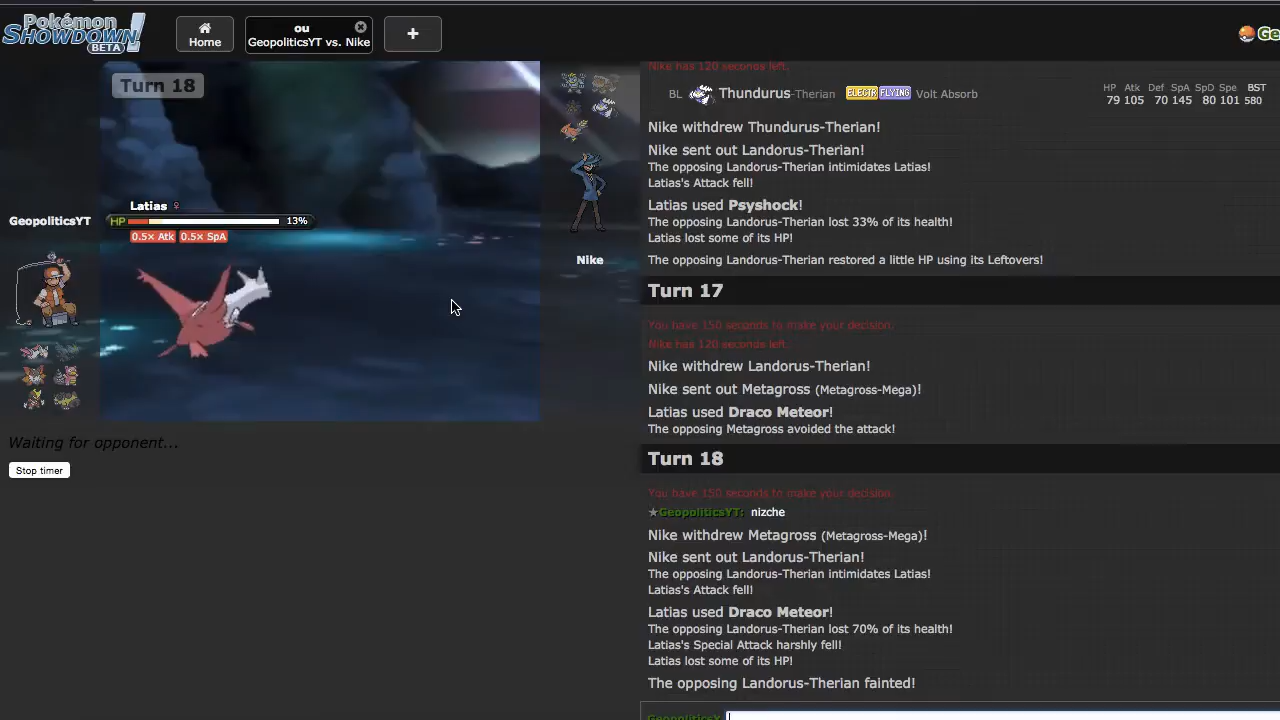 Pokémon
SHOWDOWN!
BETA
Home
ou
GeopoliticsYT vs. Nike
+
Ge
Turn 18
Latias ♀
HP 13%
0.5× Atk 0.5× SpA
GeopoliticsYT
Nike
Waiting for opponent...
Stop timer
Nike has 120 seconds left.
HP Atk Def SpA SpD Spe BST
BL Thundurus-Therian ELECTR FLYING Volt Absorb 79 105 70 145 80 101 580
Nike withdrew Thundurus-Therian!
Nike sent out Landorus-Therian!
The opposing Landorus-Therian intimidates Latias!
Latias's Attack fell!
Latias used Psyshock!
The opposing Landorus-Therian lost 33% of its health!
Latias lost some of its HP!
The opposing Landorus-Therian restored a little HP using its Leftovers!
Turn 17
You have 150 seconds to make your decision.
Nike has 120 seconds left.
Nike withdrew Landorus-Therian!
Nike sent out Metagross (Metagross-Mega)!
Latias used Draco Meteor!
The opposing Metagross avoided the attack!
Turn 18
You have 150 seconds to make your decision.
★GeopoliticsYT: nizche
Nike withdrew Metagross (Metagross-Mega)!
Nike sent out Landorus-Therian!
The opposing Landorus-Therian intimidates Latias!
Latias's Attack fell!
Latias used Draco Meteor!
The opposing Landorus-Therian lost 70% of its health!
Latias's Special Attack harshly fell!
Latias lost some of its HP!
The opposing Landorus-Therian fainted!
GeopoliticsY